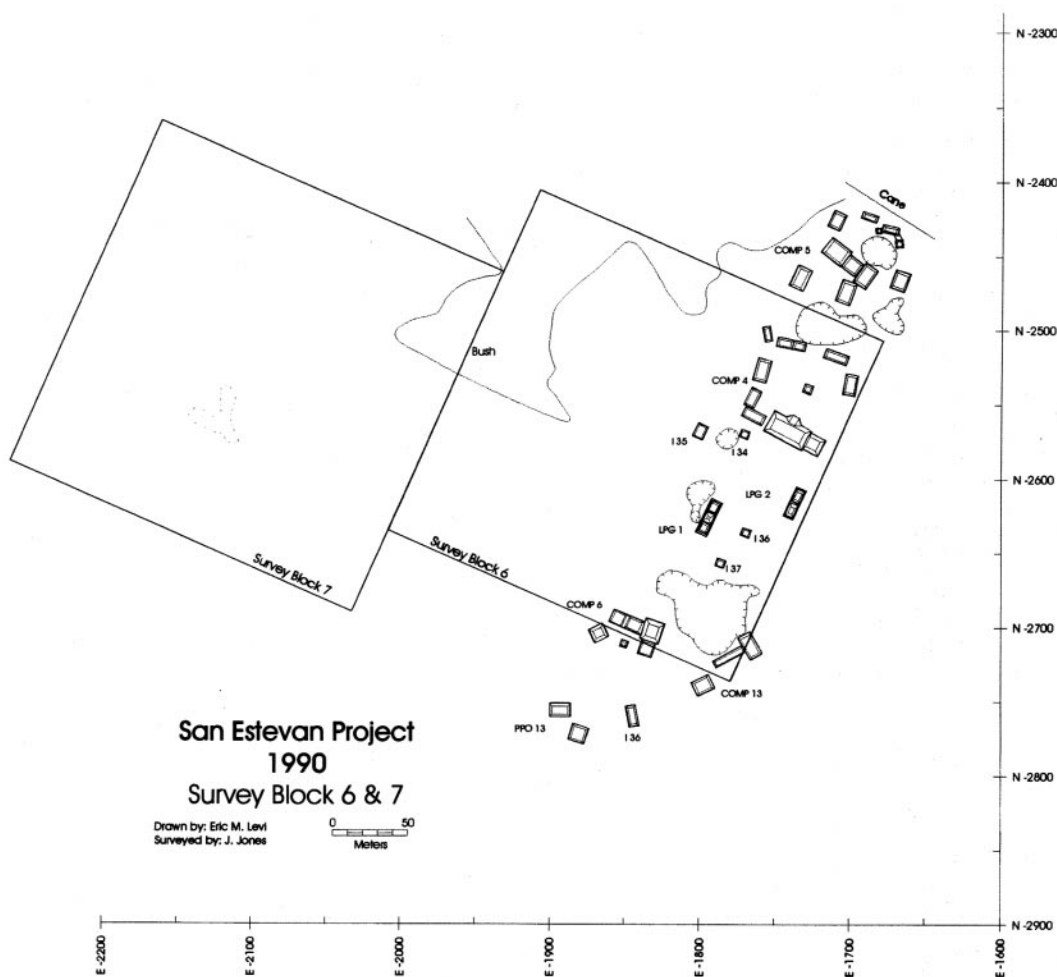 N -2300
N -2400
Cane
COMP 5
N -2500
Bush
COMP 4
I 35
I 34
N -2600
LPG 2
LPG 1
I 36
I 37
Survey Block 7
Survey Block 6
COMP 6
N -2700
COMP 13
PPO 13
I 36
San Estevan Project
1990
Survey Block 6 & 7
N -2800
Drawn by: Eric M. Levi
Surveyed by: J. Jones
0 50
Meters
N -2900
E -2200
E -2100
E -2000
E -1900
E -1800
E -1700
E -1600